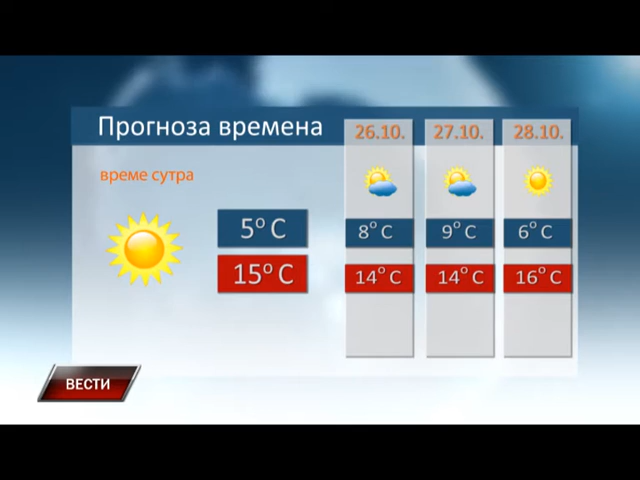 Прогноза времена
време сутра
5° C
15° C
26.10.
8° C
14° C
27.10.
9° C
14° C
28.10.
6° C
16° C
ВЕСТИ